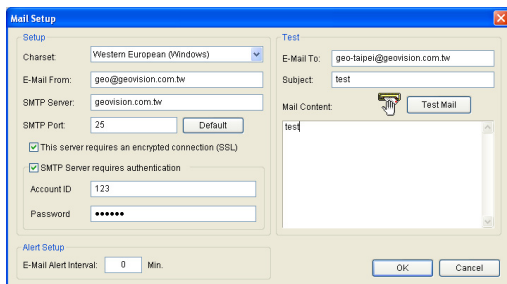 Mail Setup
Setup
Charset: Western European (Windows)
E-Mail From: geo@geovision.com.tw
SMTP Server: geovision.com.tw
SMTP Port: 25 Default
This server requires an encrypted connection (SSL)
SMTP Server requires authentication
Account ID 123
Password ●●●●●●
Alert Setup
E-Mail Alert Interval: 0 Min.
Test
E-Mail To: geo-taipei@geovision.com.tw
Subject: test
Mail Content: Test Mail
test
OK Cancel